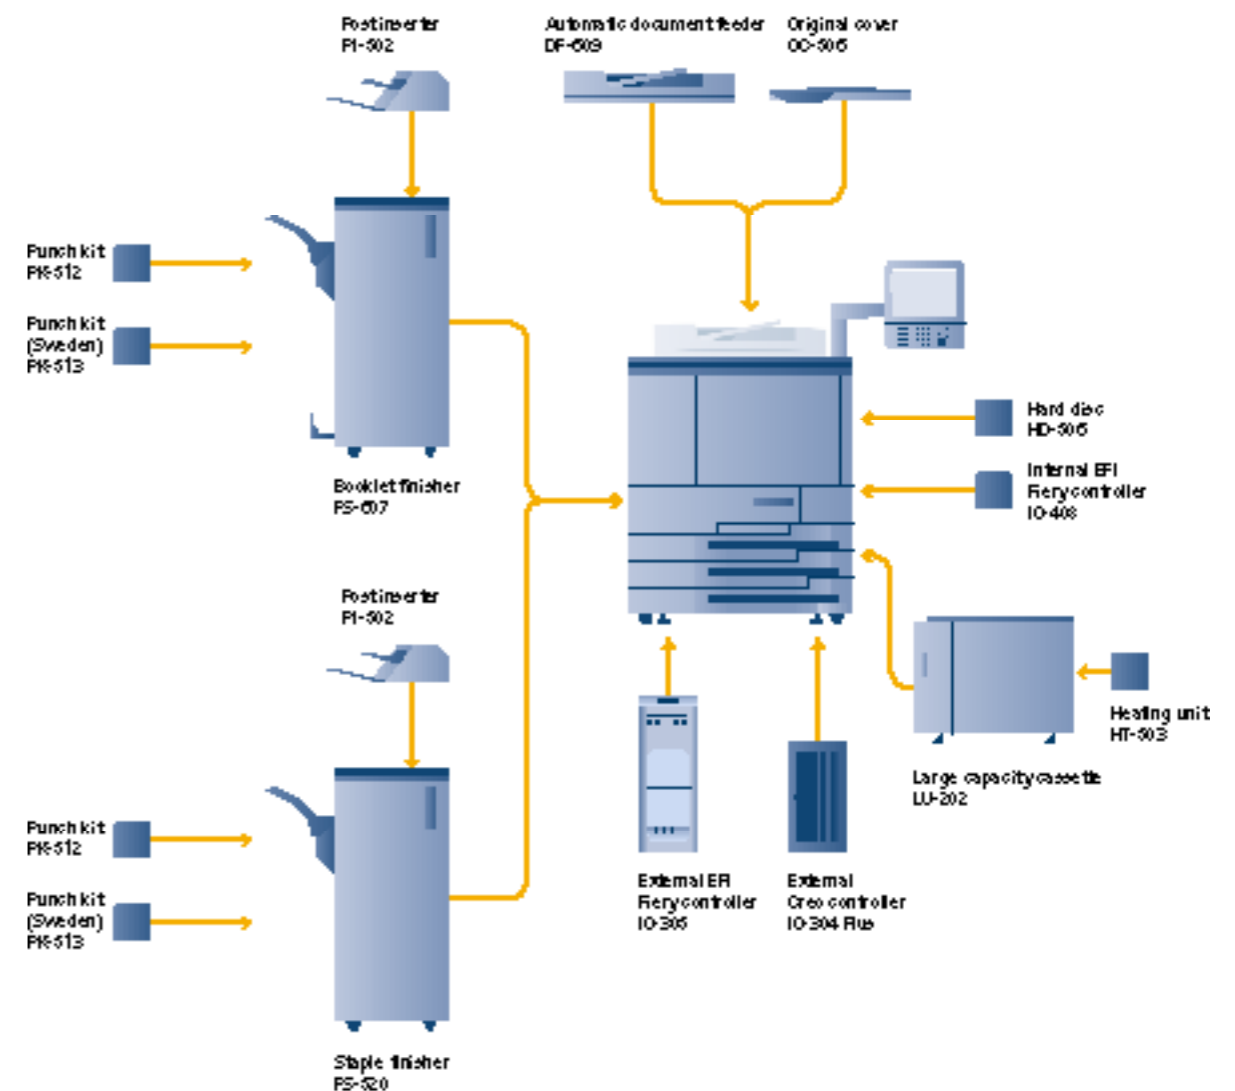 Post inserter
PI-502
Automatic document feeder
DF-609
Original cover
OC-506
Punch kit
PK-512
Punch kit
(Sweden)
PK-513
Booklet finisher
FS-607
Hard disc
HD-506
Internal EFI
Fiery controller
IC-408
Post inserter
PI-502
Heating unit
HT-503
Large capacity cassette
LU-202
Punch kit
PK-512
Punch kit
(Sweden)
PK-513
External EFI
Fiery controller
IC-305
External
Creo controller
IC-304 Plus
Staple finisher
FS-520